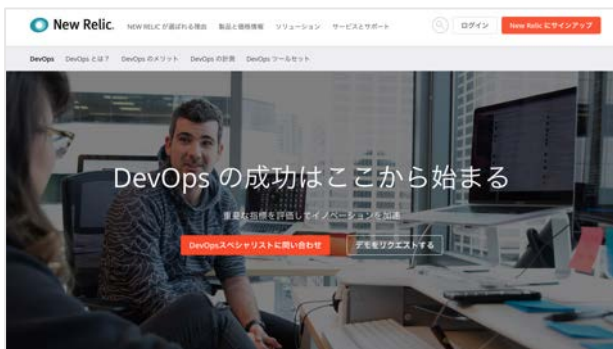 New Relic. NEW RELIC が選ばれる理由 製品と価格情報 ソリューション サービスとサポート ログイン New Relic にサインアップ
DevOps DevOps とは？ DevOps のメリット DevOps の計測 DevOps ツールセット
DevOps の成功はここから始まる
重要な指標を評価してイノベーションを加速
DevOpsスペシャリストに問い合わせ デモをリクエストする